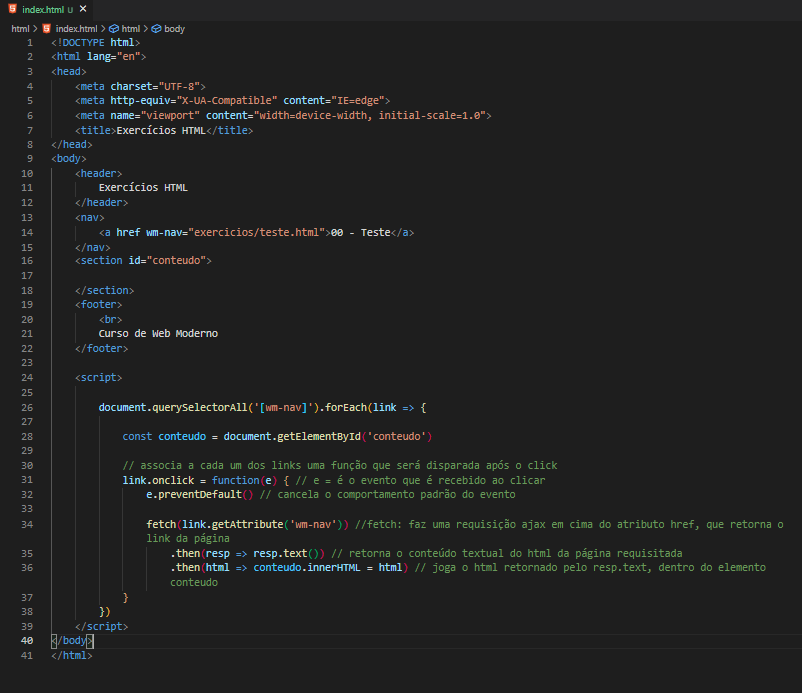 index.html U ×
html > index.html > html > body
1 <!DOCTYPE html>
2 <html lang="en">
3 <head>
4 <meta charset="UTF-8">
5 <meta http-equiv="X-UA-Compatible" content="IE=edge">
6 <meta name="viewport" content="width=device-width, initial-scale=1.0">
7 <title>Exercícios HTML</title>
8 </head>
9 <body>
10 <header>
11 Exercícios HTML
12 </header>
13 <nav>
14 <a href wm-nav="exercicios/teste.html">00 - Teste</a>
15 </nav>
16 <section id="conteudo">
17
18 </section>
19 <footer>
20 <br>
21 Curso de Web Moderno
22 </footer>
23
24 <script>
25
26 document.querySelectorAll('[wm-nav]').forEach(link => {
27
28 const conteudo = document.getElementById('conteudo')
29
30 // associa a cada um dos links uma função que será disparada após o click
31 link.onclick = function(e) { // e = é o evento que é recebido ao clicar
32 e.preventDefault() // cancela o comportamento padrão do evento
33
34 fetch(link.getAttribute('wm-nav')) //fetch: faz uma requisição ajax em cima do atributo href, que retorna o
link da página
35 .then(resp => resp.text()) // retorna o conteúdo textual do html da página requisitada
36 .then(html => conteudo.innerHTML = html) // joga o html retornado pelo resp.text, dentro do elemento
conteudo
37 }
38 })
39 </script>
40 </body>
41 </html>